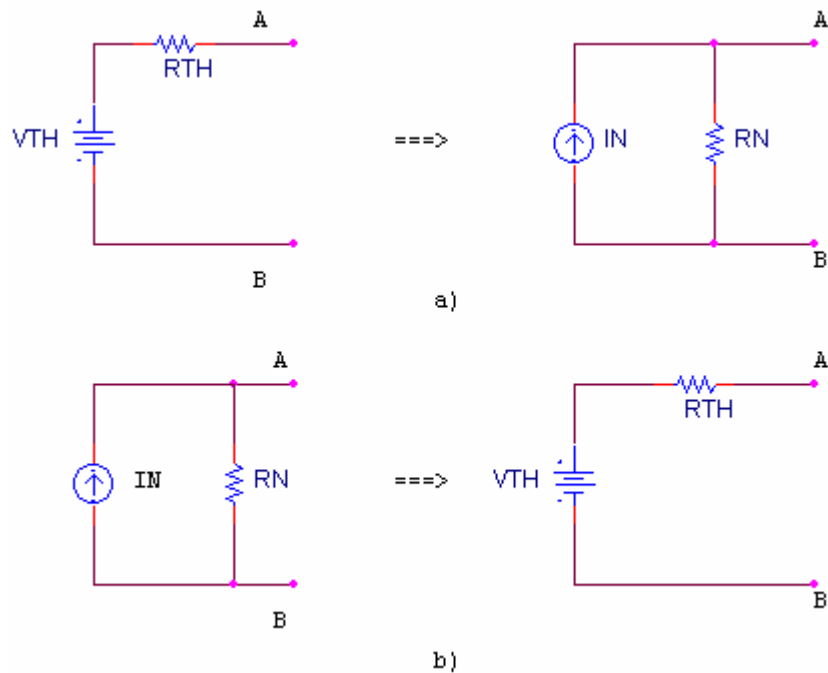 A
RTH
VTH
B
===>
A
IN
RN
B
a)
A
IN
RN
B
===>
A
RTH
VTH
B
b)